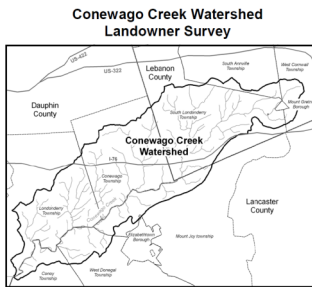 Conewago Creek Watershed
Landowner Survey
US-422
US-322
Lebanon
County
South Annville
Township
West Cornwall
Township
Dauphin
County
South Londonderry
Township
Mount Gretna
Borough
Conewago Creek
Watershed
I-76
Conewago
Township
Londonderry
Township
Lancaster
County
Elizabethtown
Borough
Mount Joy township
Conoy
Township
West Donegal
Township